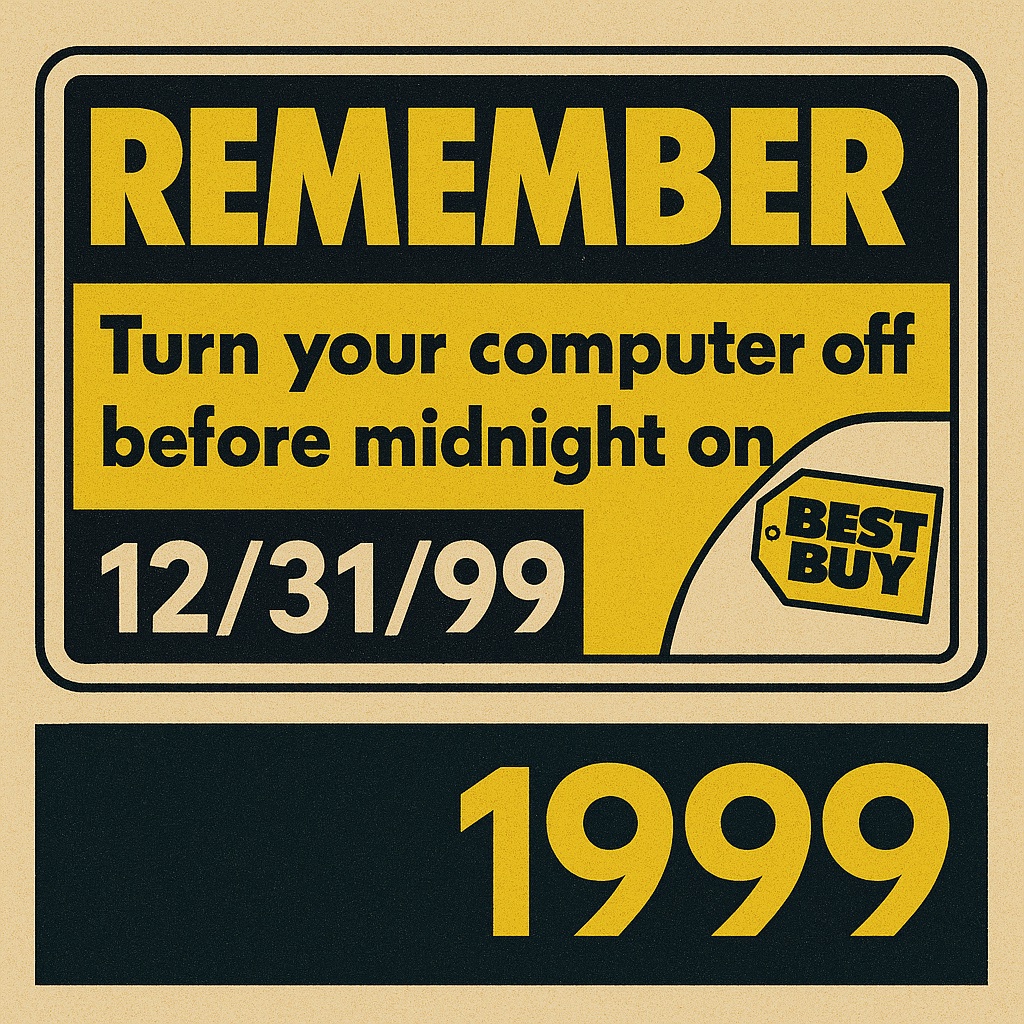 REMEMBER
Turn your computer off
before midnight on
12/31/99
BEST
BUY
1999